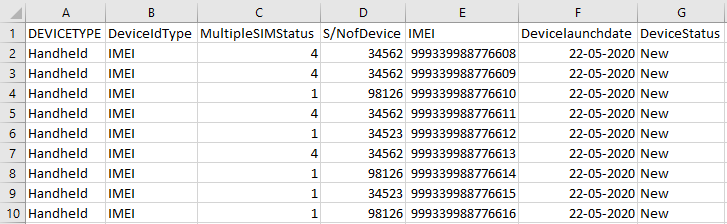 A B C D E F G
1 DEVICETYPE DeviceIdType MultipleSIMStatus S/NofDevice IMEI Devicelaunchdate DeviceStatus
2 Handheld IMEI 4 34562 999339988776608 22-05-2020 New
3 Handheld IMEI 4 34562 999339988776609 22-05-2020 New
4 Handheld IMEI 1 98126 999339988776610 22-05-2020 New
5 Handheld IMEI 4 34562 999339988776611 22-05-2020 New
6 Handheld IMEI 1 34523 999339988776612 22-05-2020 New
7 Handheld IMEI 4 34562 999339988776613 22-05-2020 New
8 Handheld IMEI 1 98126 999339988776614 22-05-2020 New
9 Handheld IMEI 1 34523 999339988776615 22-05-2020 New
10 Handheld IMEI 1 98126 999339988776616 22-05-2020 New